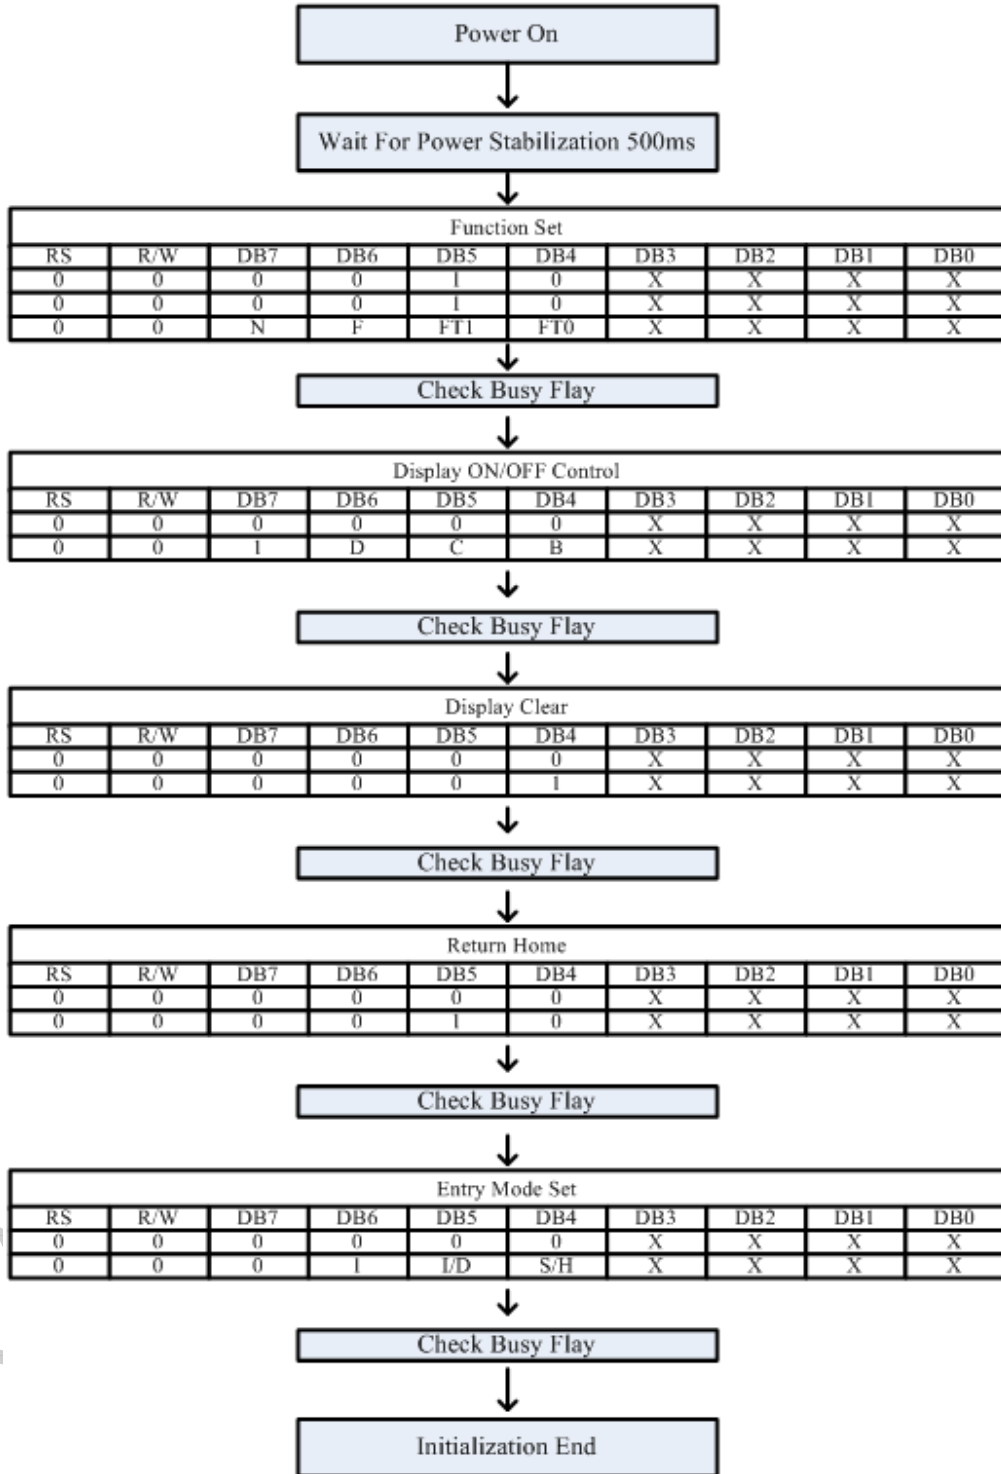 Power On
Wait For Power Stabilization 500ms
Function Set
RS R/W DB7 DB6 DB5 DB4 DB3 DB2 DB1 DB0
0 0 0 0 1 0 X X X X
0 0 0 0 1 0 X X X X
0 0 N F FT1 FT0 X X X X
Check Busy Flay
Display ON/OFF Control
RS R/W DB7 DB6 DB5 DB4 DB3 DB2 DB1 DB0
0 0 0 0 0 0 X X X X
0 0 1 D C B X X X X
Check Busy Flay
Display Clear
RS R/W DB7 DB6 DB5 DB4 DB3 DB2 DB1 DB0
0 0 0 0 0 0 X X X X
0 0 0 0 0 1 X X X X
Check Busy Flay
Return Home
RS R/W DB7 DB6 DB5 DB4 DB3 DB2 DB1 DB0
0 0 0 0 0 0 X X X X
0 0 0 0 1 0 X X X X
Check Busy Flay
Entry Mode Set
RS R/W DB7 DB6 DB5 DB4 DB3 DB2 DB1 DB0
0 0 0 0 0 0 X X X X
0 0 0 1 I/D S/H X X X X
Check Busy Flay
Initialization End